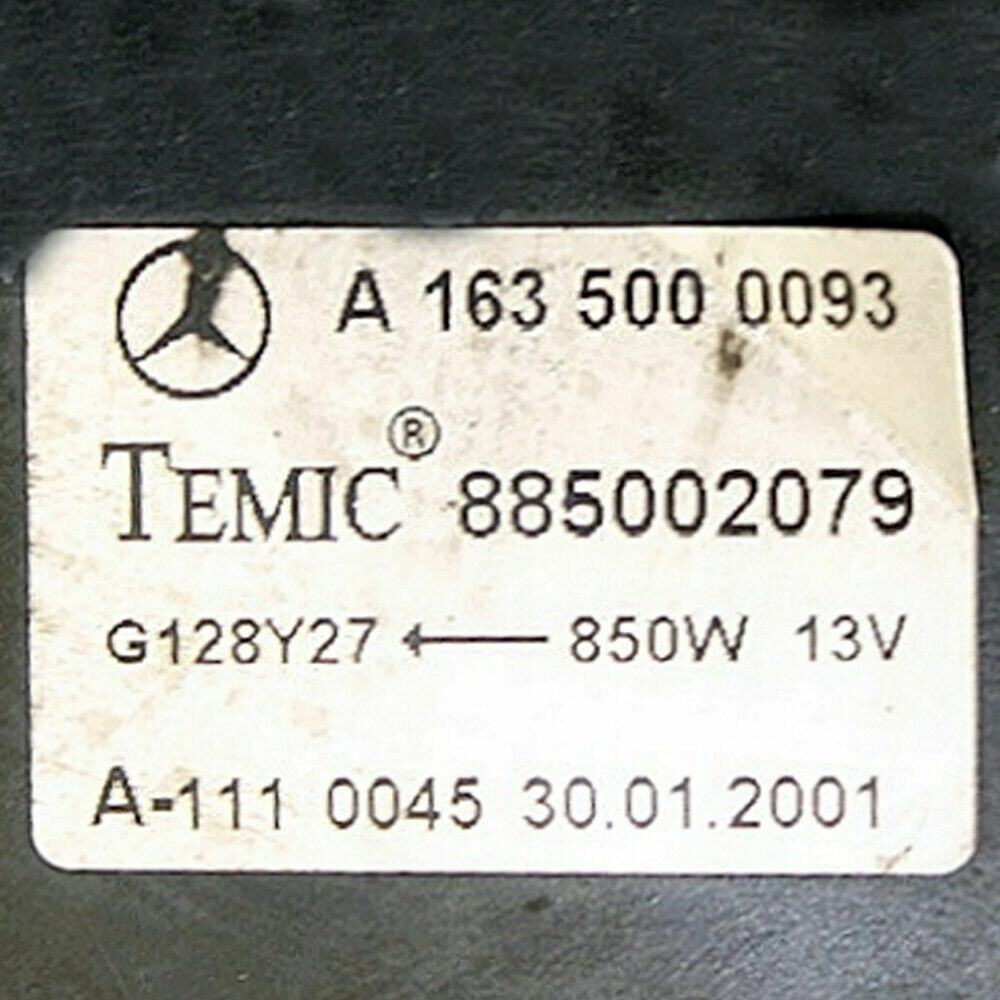 A 163 500 0093
TEMIC® 885002079
G128Y27 ← 850W 13V
A-111 0045 30.01.2001